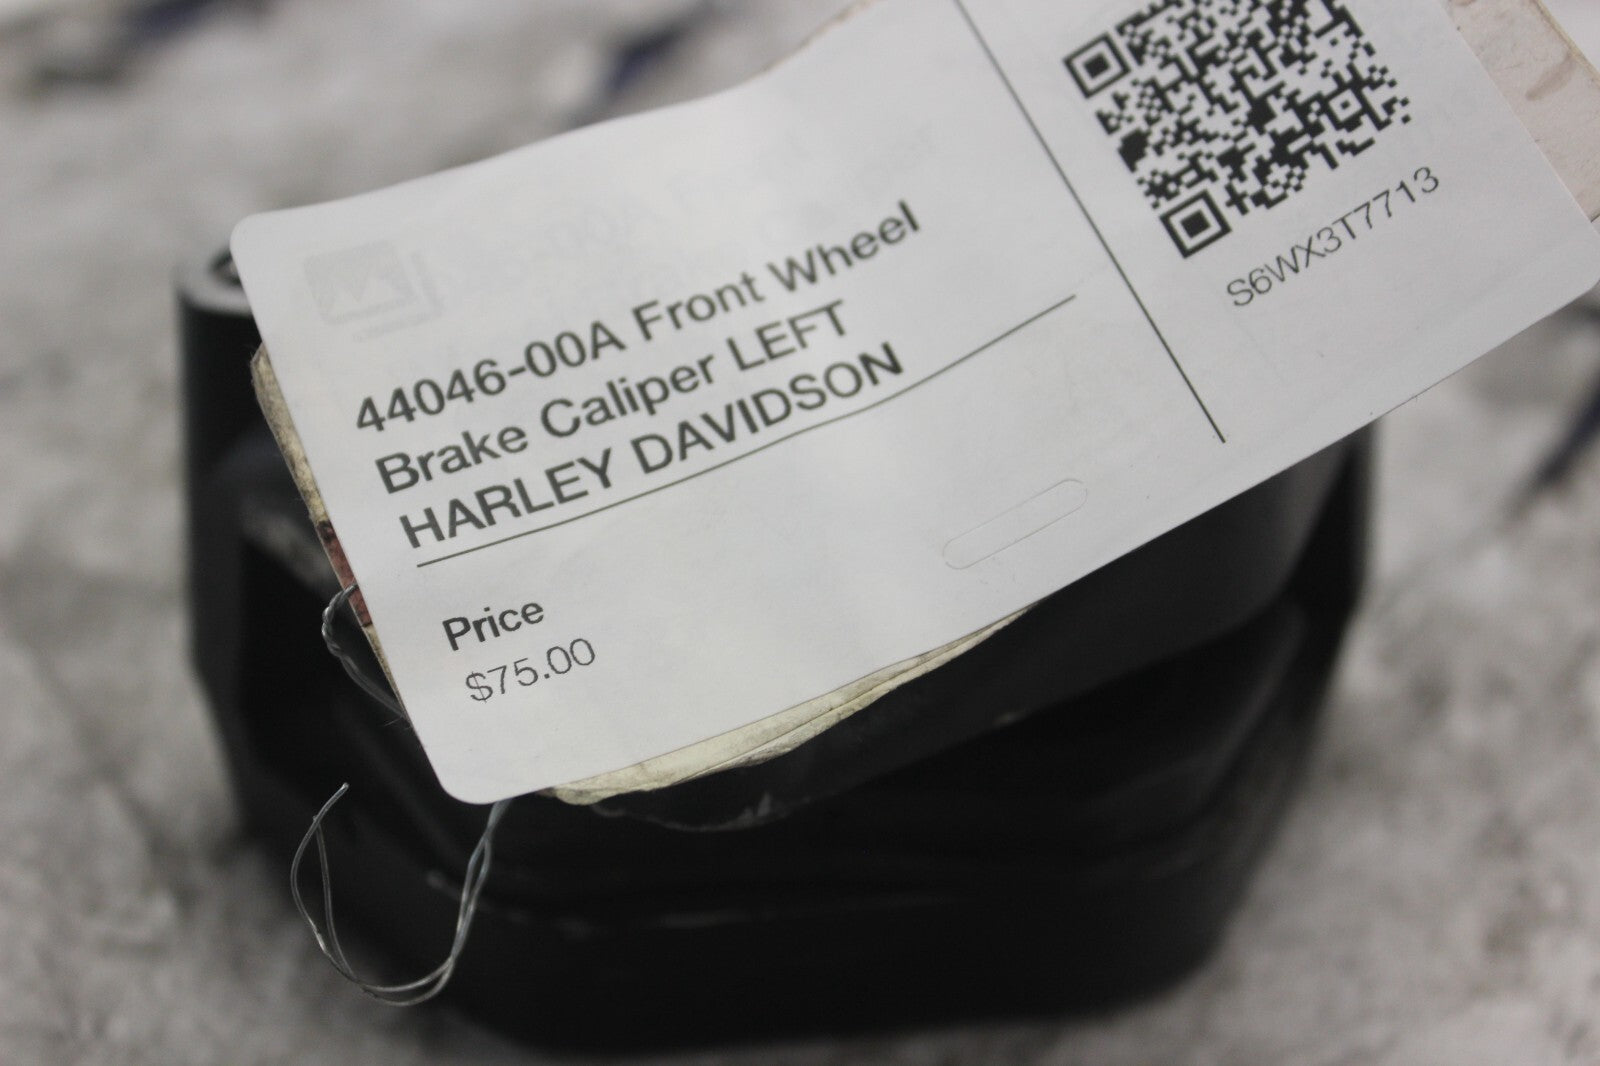 44046-00A Front Wheel
Brake Caliper LEFT
HARLEY DAVIDSON
Price
$75.00
S6WX3T7713